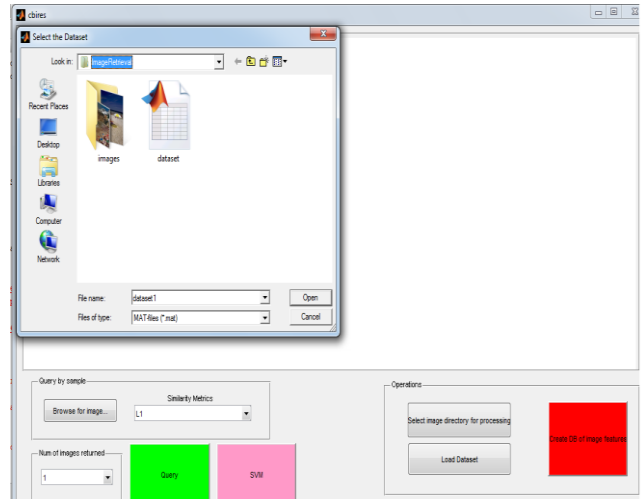 cbires
Select the Dataset
Look in: ImageRetrieval
Recent Places
Desktop
Libraries
Computer
Network
images
dataset
File name: dataset1 Open
Files of type: MAT-files (*.mat) Cancel
Query by sample
Browse for image...
Similarity Metrics
L1
Num of images returned
1
Query
SVM
Operations
Select image directory for processing
Load Dataset
Create DB of image features